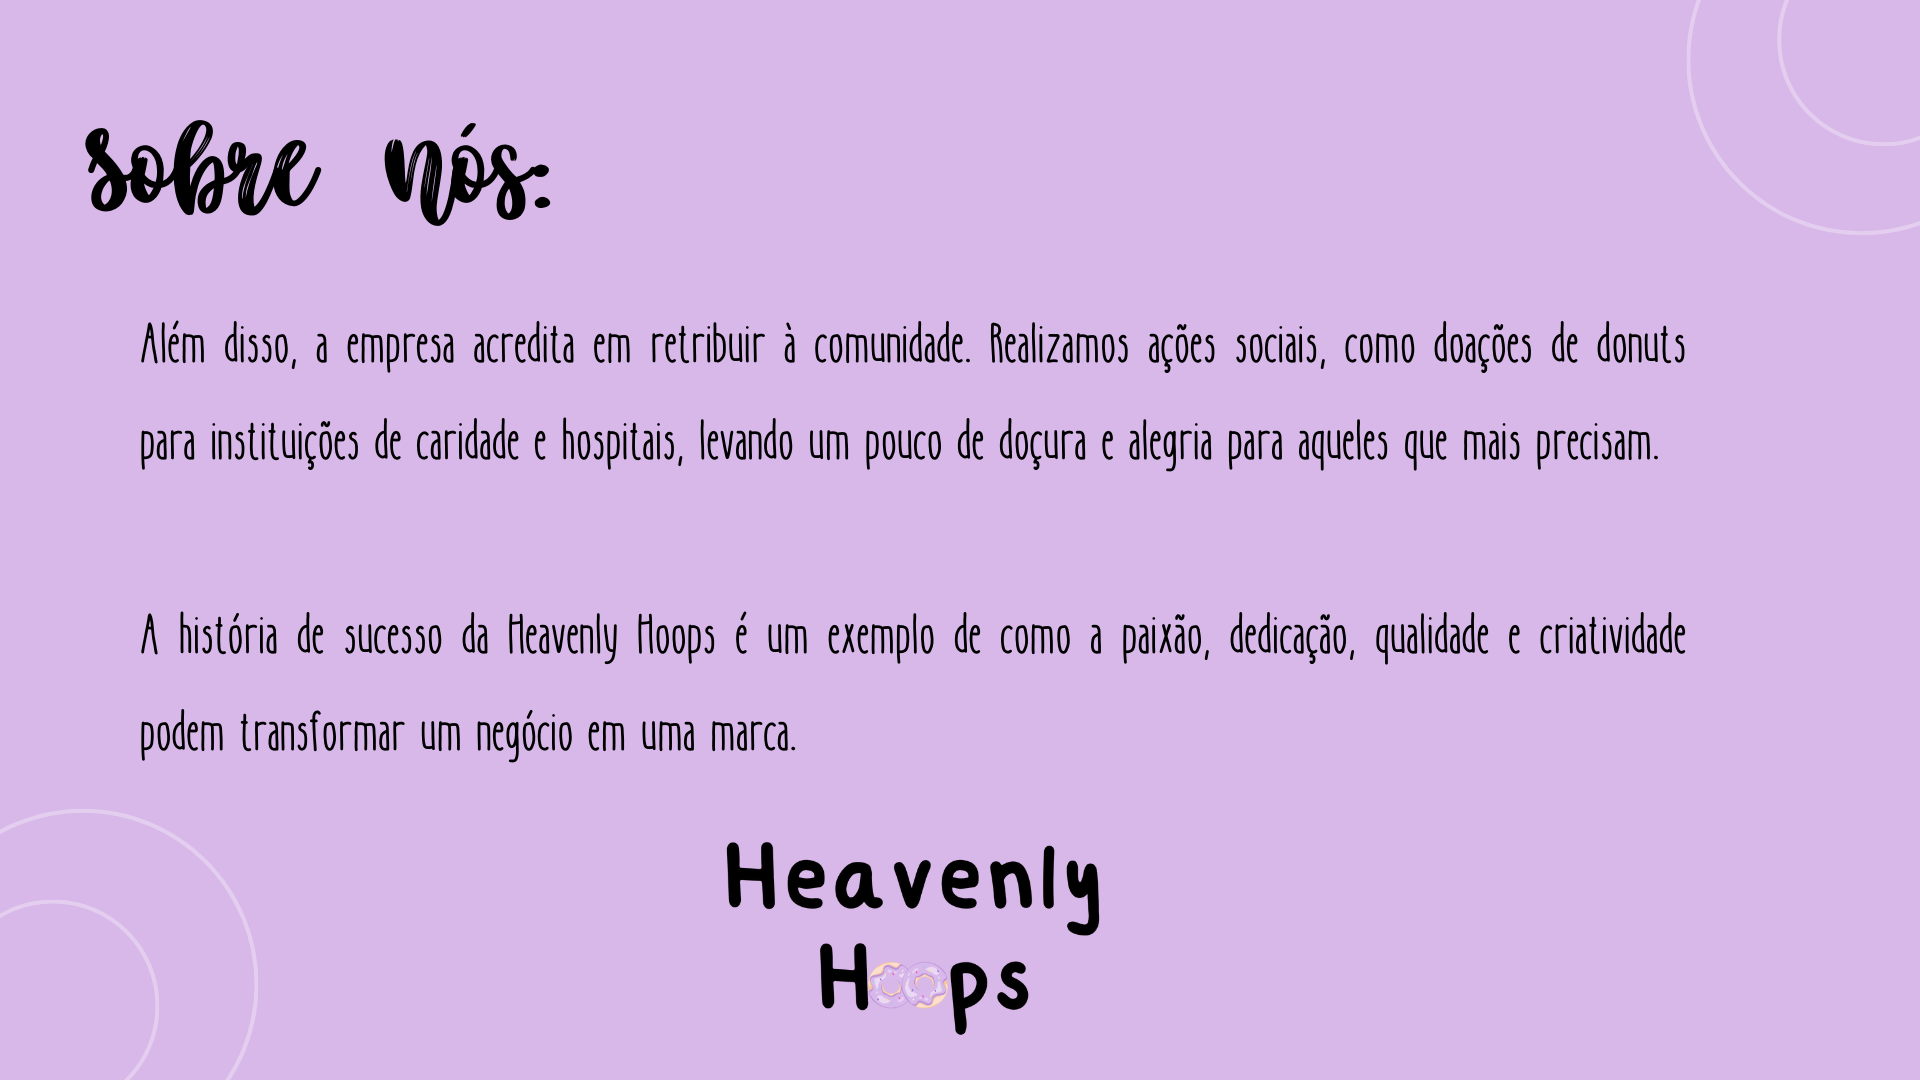 sobre nós:
Além disso, a empresa acredita em retribuir à comunidade. Realizamos ações sociais, como doações de donuts
para instituições de caridade e hospitais, levando um pouco de doçura e alegria para aqueles que mais precisam.
A história de sucesso da Heavenly Hoops é um exemplo de como a paixão, dedicação, qualidade e criatividade
podem transformar um negócio em uma marca.
Heavenly
Hoops